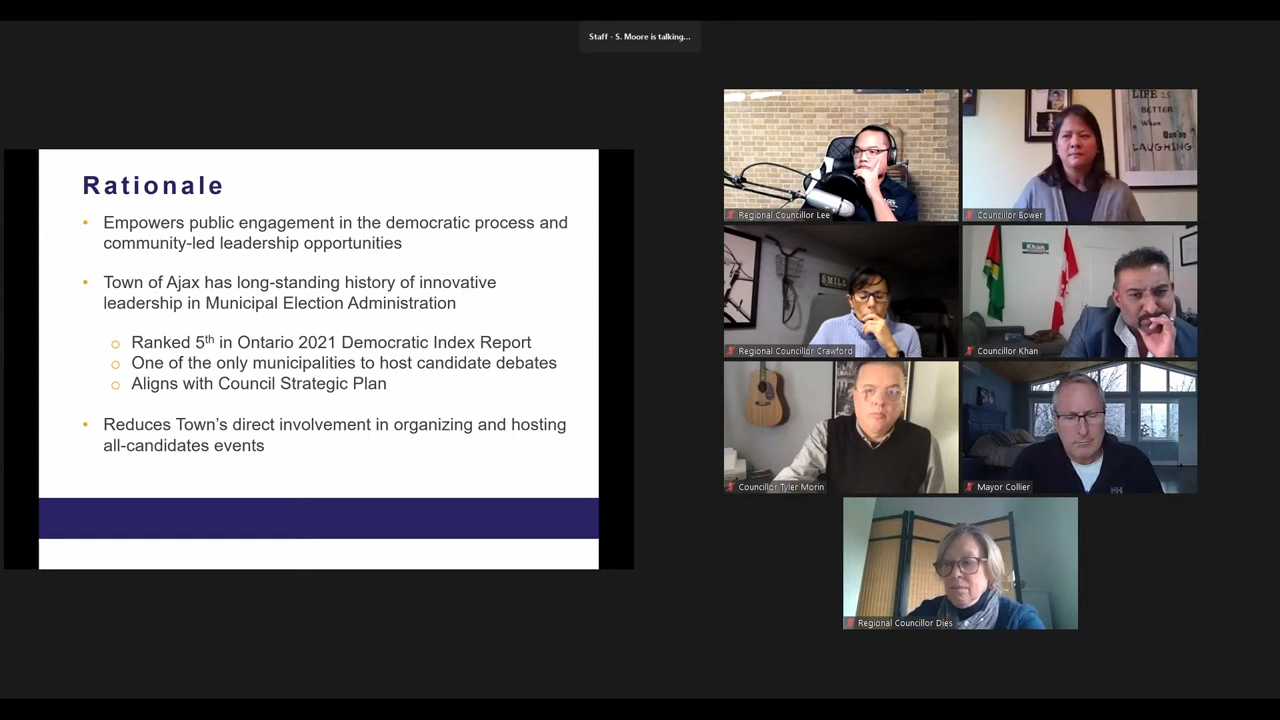 Staff - S. Moore is talking...
Rationale
• Empowers public engagement in the democratic process and
community-led leadership opportunities
• Town of Ajax has long-standing history of innovative
leadership in Municipal Election Administration
o Ranked 5th in Ontario 2021 Democratic Index Report
o One of the only municipalities to host candidate debates
o Aligns with Council Strategic Plan
• Reduces Town's direct involvement in organizing and hosting
all-candidates events
Regional Councillor Lee
LIFE is
BETTER
When
You're
LAUGHING
Councillor Bower
SMILE
Regional Councillor Crawford
Khan
Councillor Khan
Councillor Tyler Morin
HH
Mayor Collier
Regional Councillor Dies